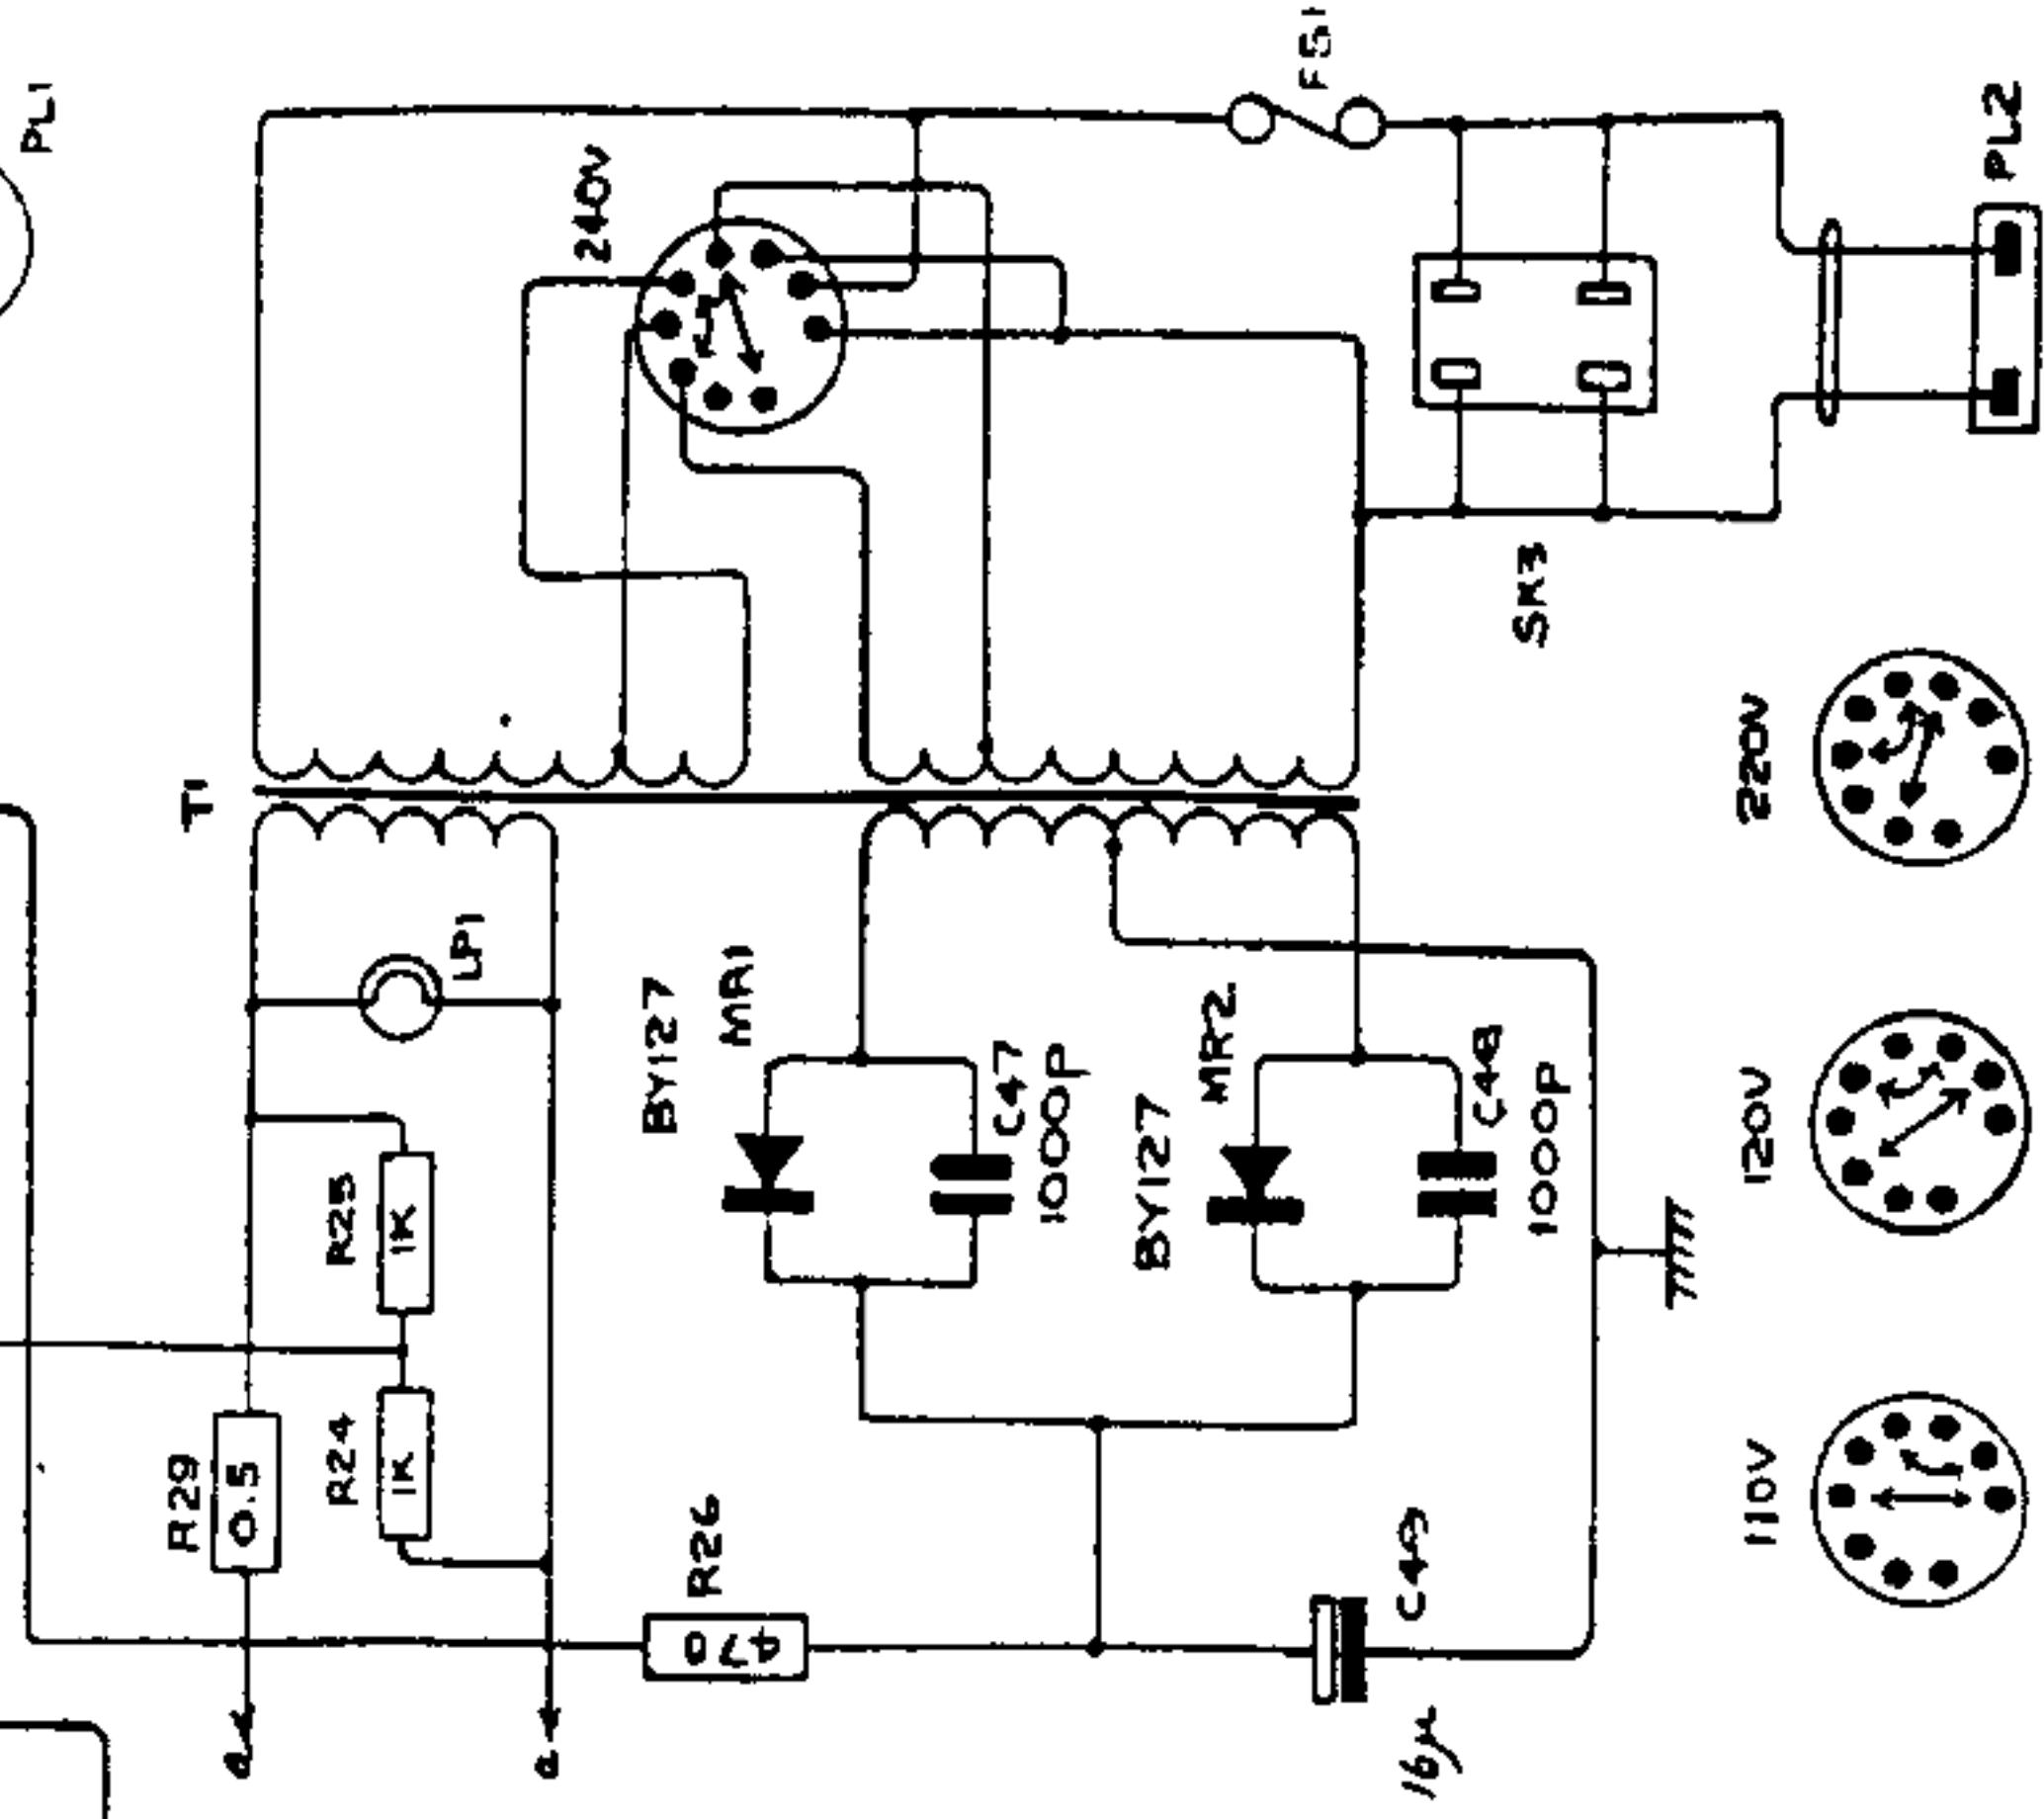 PL1
FS1
PL2
240V
SK3
T1
220V
LP1
BY127
MR1
MR2
C47
1000P
C48
1000P
BY127
120V
R25
1K
R29
0.5
R24
1K
R26
470
C49
110V
16μ
a
a